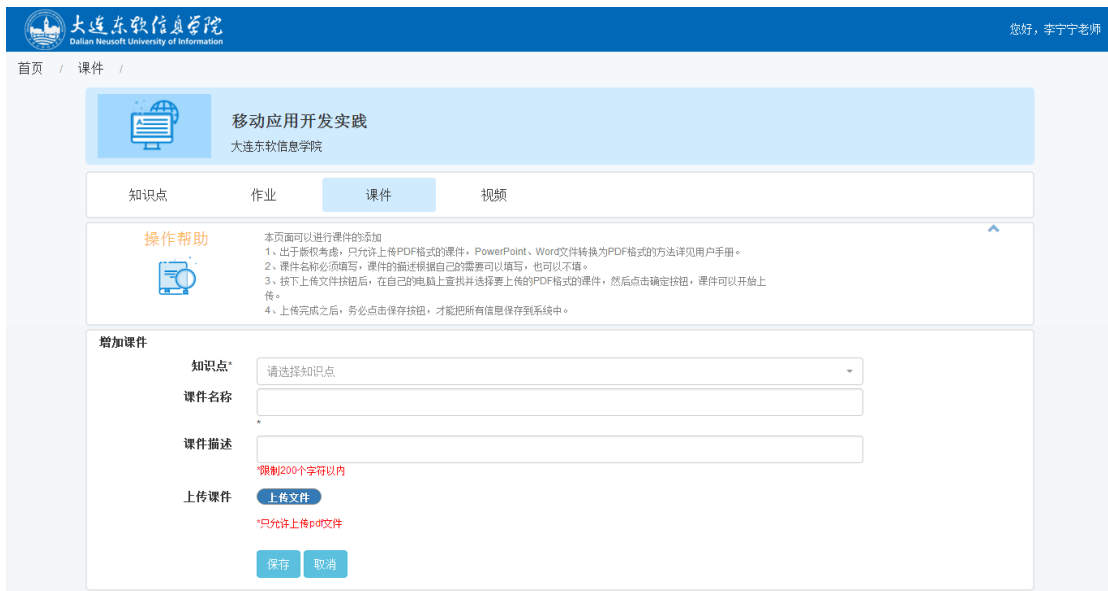 大连东软信息学院
Dalian Neusoft University of Information
您好，李宁宁老师
首页 / 课件 /
移动应用开发实践
大连东软信息学院
知识点 作业 课件 视频
操作帮助
本页面可以进行课件的添加
1、出于版权考虑，只允许上传PDF格式的课件，PowerPoint、Word文件转换为PDF格式的方法详见用户手册。
2、课件名称必须填写，课件的描述根据自己的需要可以填写，也可以不填。
3、按下上传文件按钮后，在自己的电脑上查找并选择要上传的PDF格式的课件，然后点击确定按钮，课件可以开始上
传。
4、上传完成之后，务必点击保存按钮，才能把所有信息保存到系统中。
增加课件
知识点*
请选择知识点
课件名称
*
课件描述
*限制200个字符以内
上传课件
上传文件
*只允许上传pdf文件
保存 取消